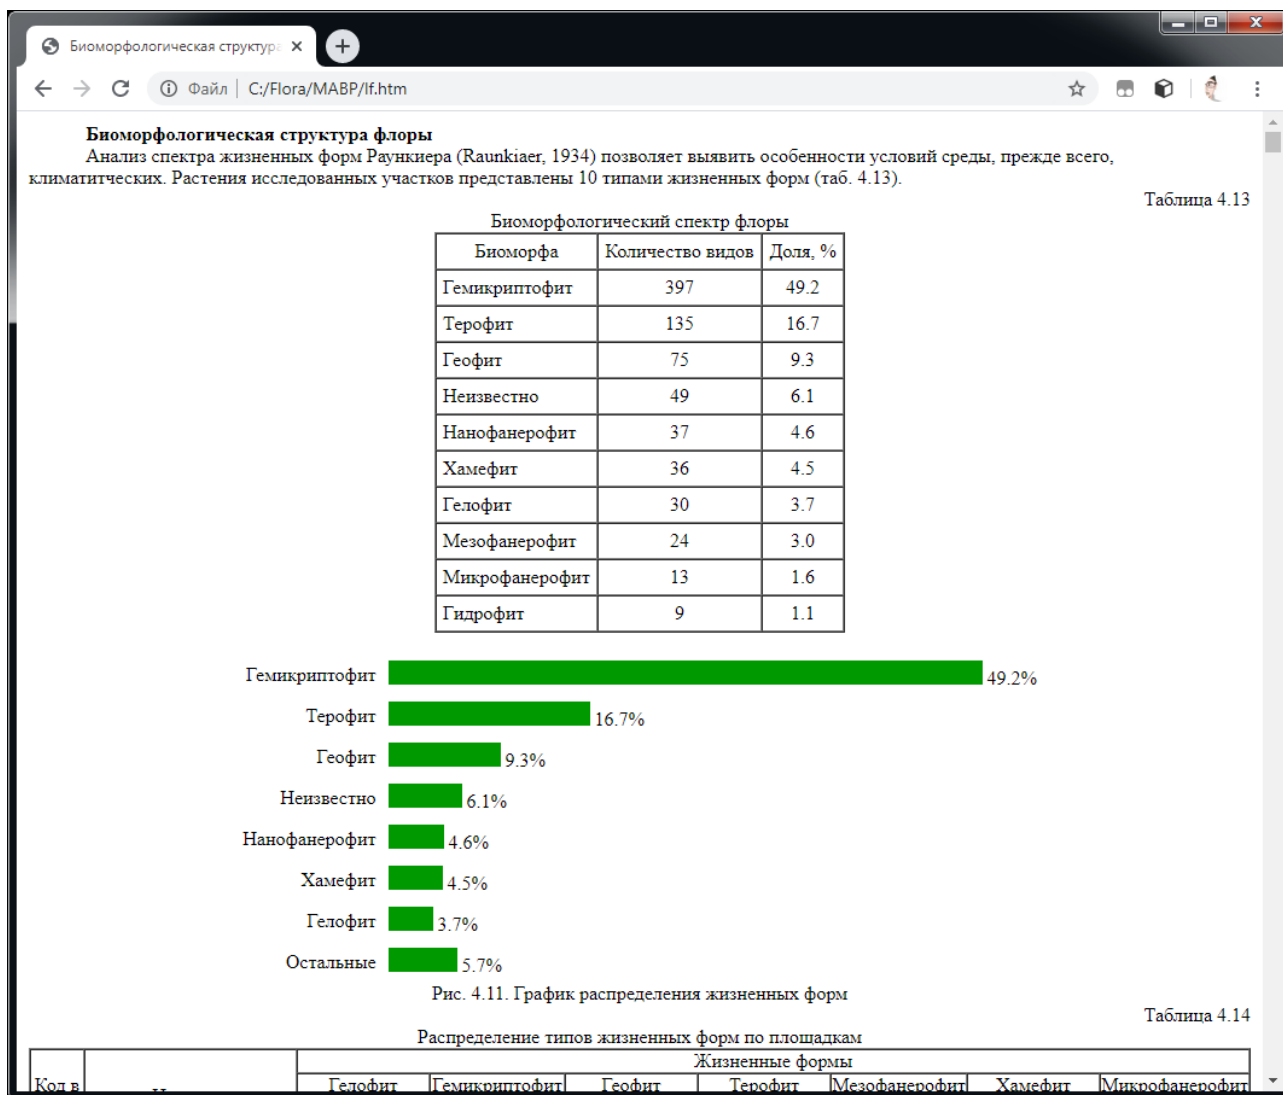 Биоморфологическая структура
Файл | C:/Flora/MABP/lf.htm
Биоморфологическая структура флоры
Анализ спектра жизненных форм Раункиера (Raunkiaer, 1934) позволяет выявить особенности условий среды, прежде всего,
климатитческих. Растения исследованных участков представлены 10 типами жизненных форм (таб. 4.13).
Таблица 4.13
Биоморфологический спектр флоры
Биоморфа Количество видов Доля, %
Гемикриптофит 397 49.2
Терофит 135 16.7
Геофит 75 9.3
Неизвестно 49 6.1
Нанофанерофит 37 4.6
Хамефит 36 4.5
Гелофит 30 3.7
Мезофанерофит 24 3.0
Микрофанерофит 13 1.6
Гидрофит 9 1.1
Гемикриптофит 49.2%
Терофит 16.7%
Геофит 9.3%
Неизвестно 6.1%
Нанофанерофит 4.6%
Хамефит 4.5%
Гелофит 3.7%
Остальные 5.7%
Рис. 4.11. График распределения жизненных форм
Таблица 4.14
Распределение типов жизненных форм по площадкам
Жизненные формы
Код в Гелофит Гемикриптофит Геофит Терофит Мезофанерофит Хамефит Микрофанерофит